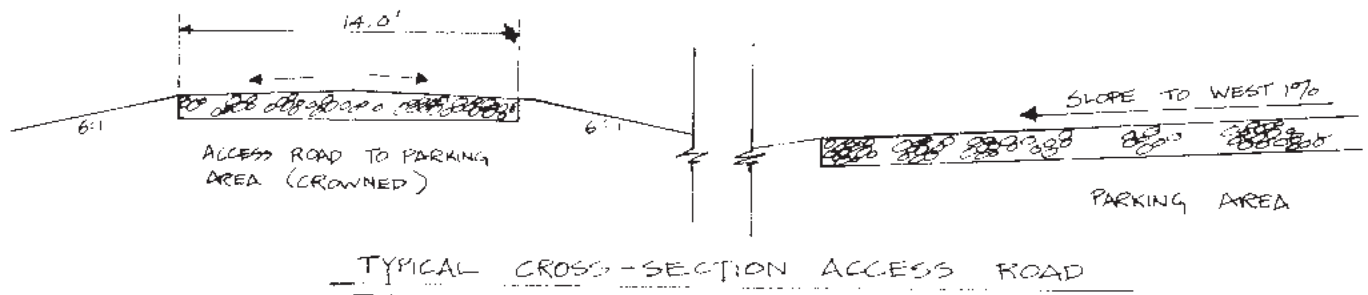 14.0'
SLOPE TO WEST 1%
6:1
6:1
ACCESS ROAD TO PARKING
AREA (CROWNED)
PARKING AREA
TYPICAL CROSS-SECTION ACCESS ROAD